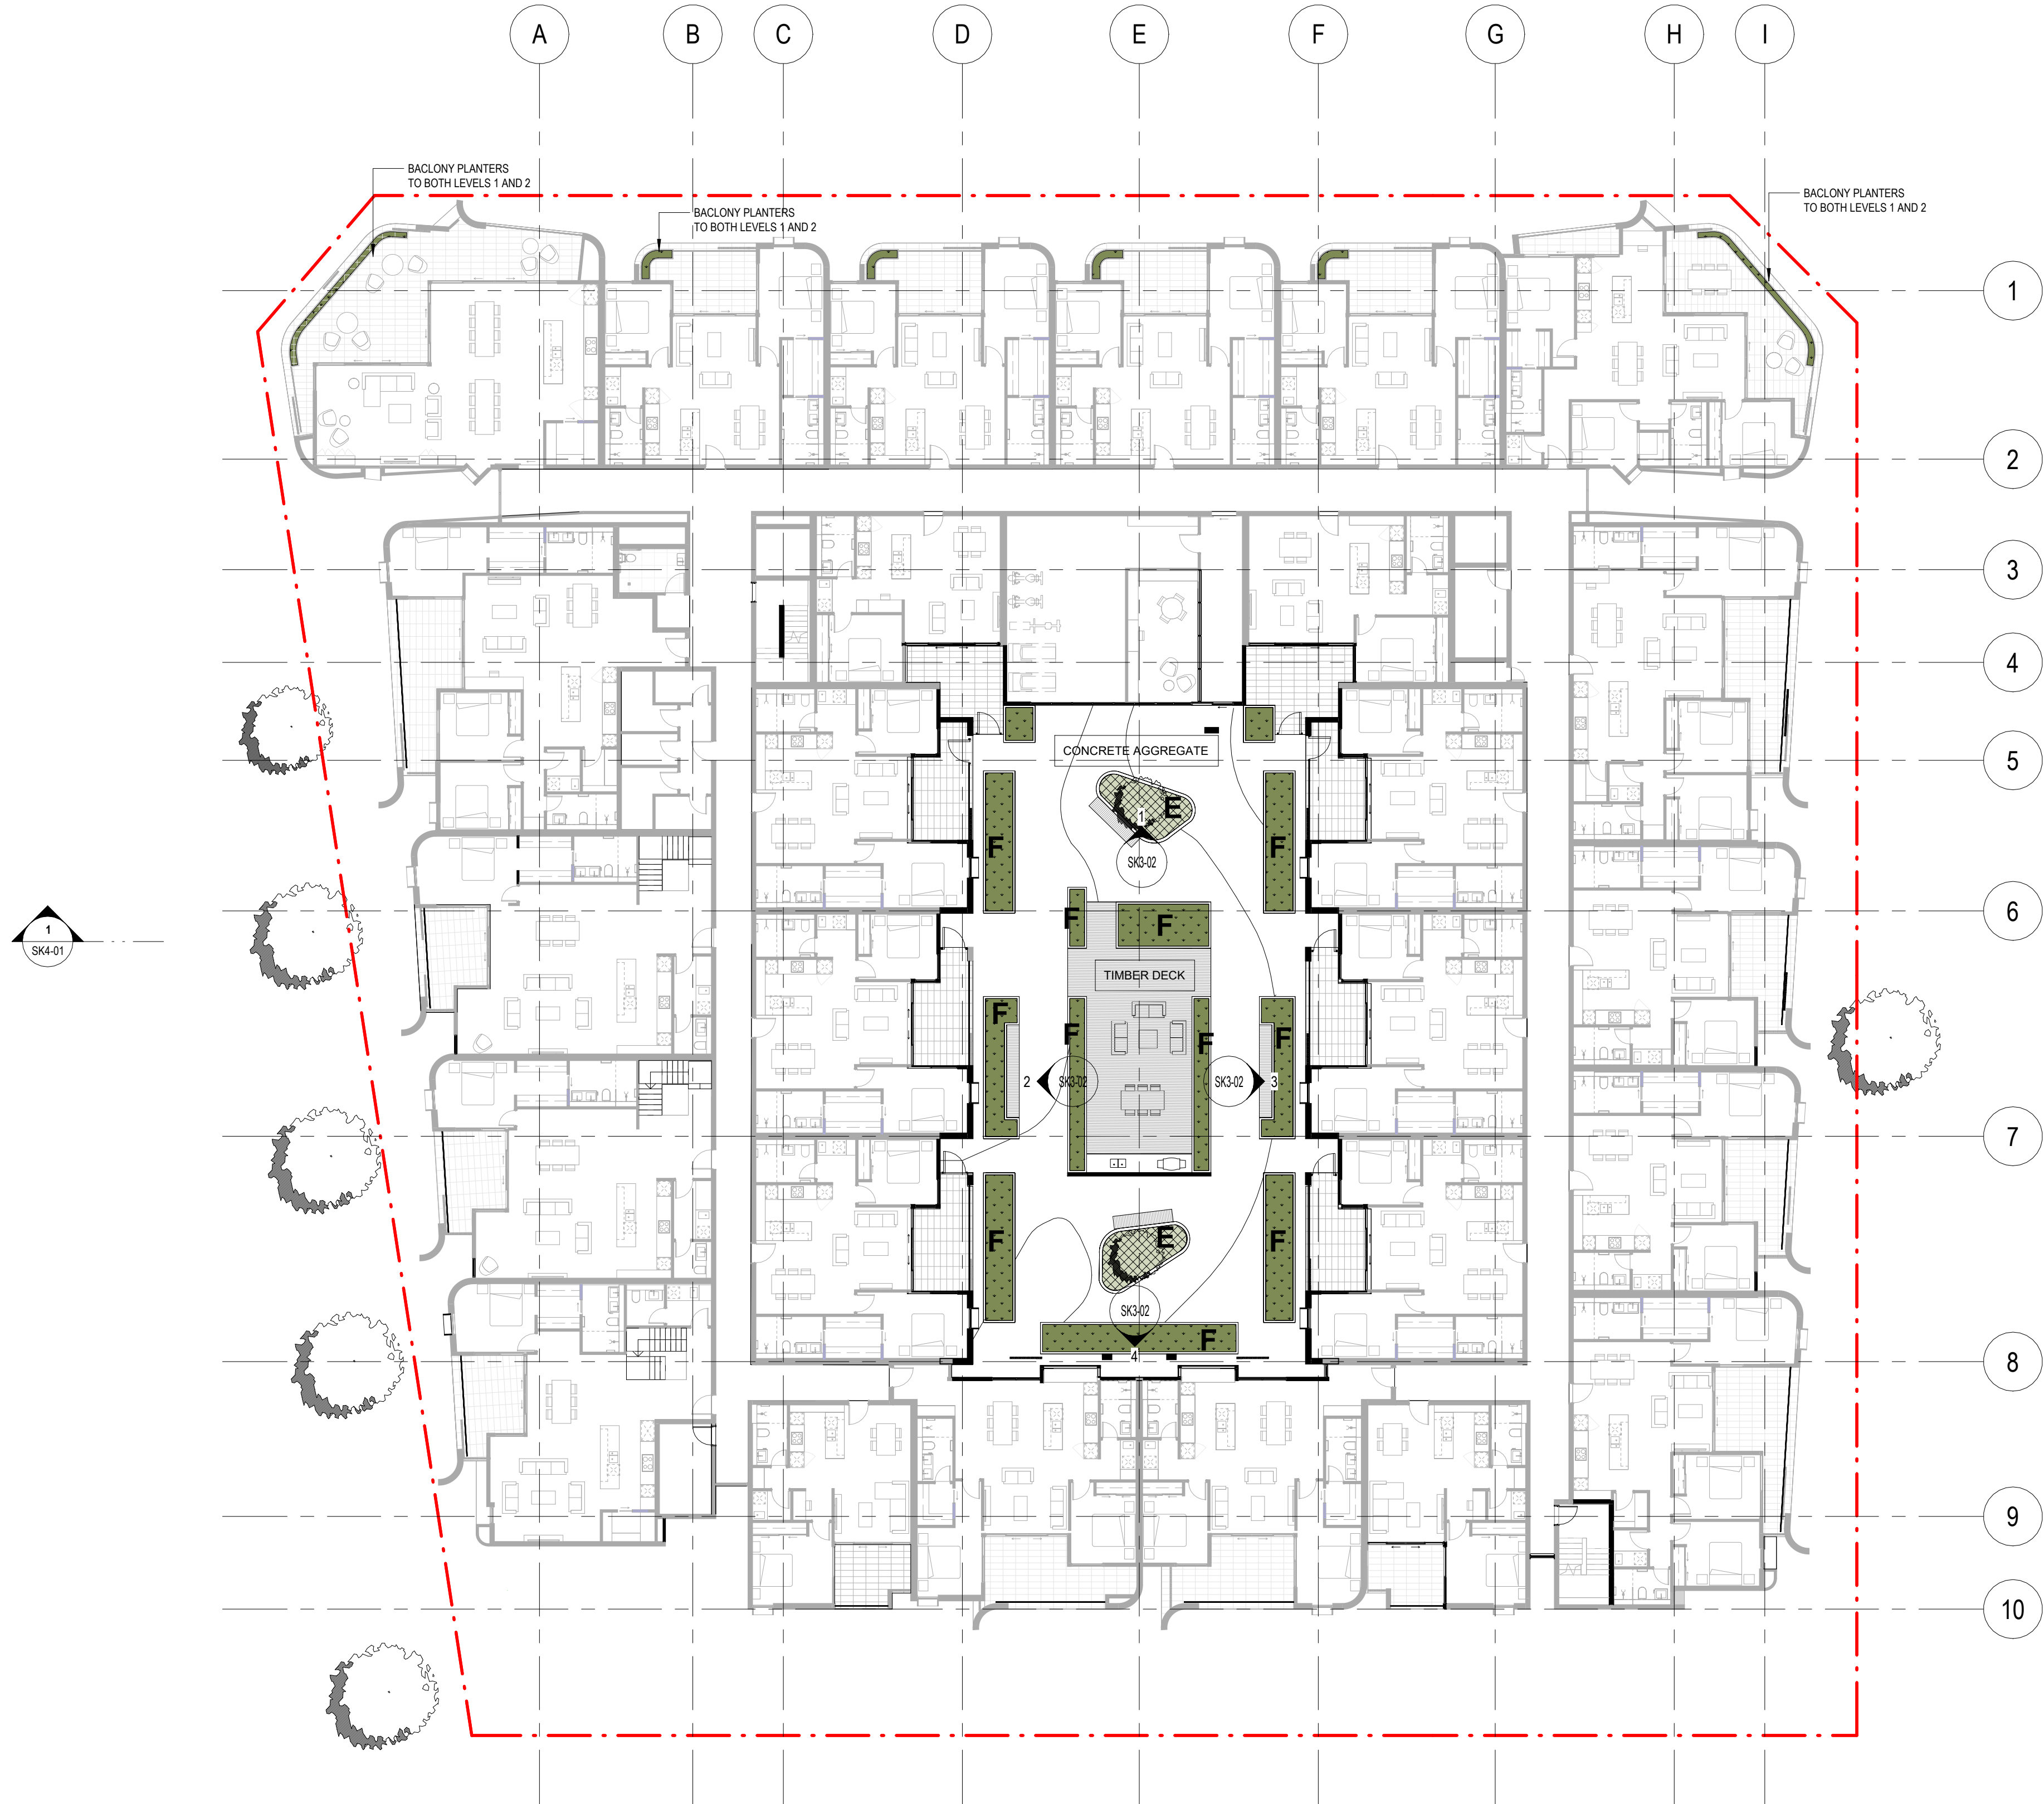 A
B
C
D
E
F
G
H
I
BACLONY PLANTERS
TO BOTH LEVELS 1 AND 2
BACLONY PLANTERS
TO BOTH LEVELS 1 AND 2
BACLONY PLANTERS
TO BOTH LEVELS 1 AND 2
1
2
3
4
5
CONCRETE AGGREGATE
E
1
F
F
SK3-02
6
F
F
1
SK4-01
TIMBER DECK
F
F
F
F
2
SK3-02
SK3-02
3
7
F
E
F
SK3-02
F
4
8
9
10